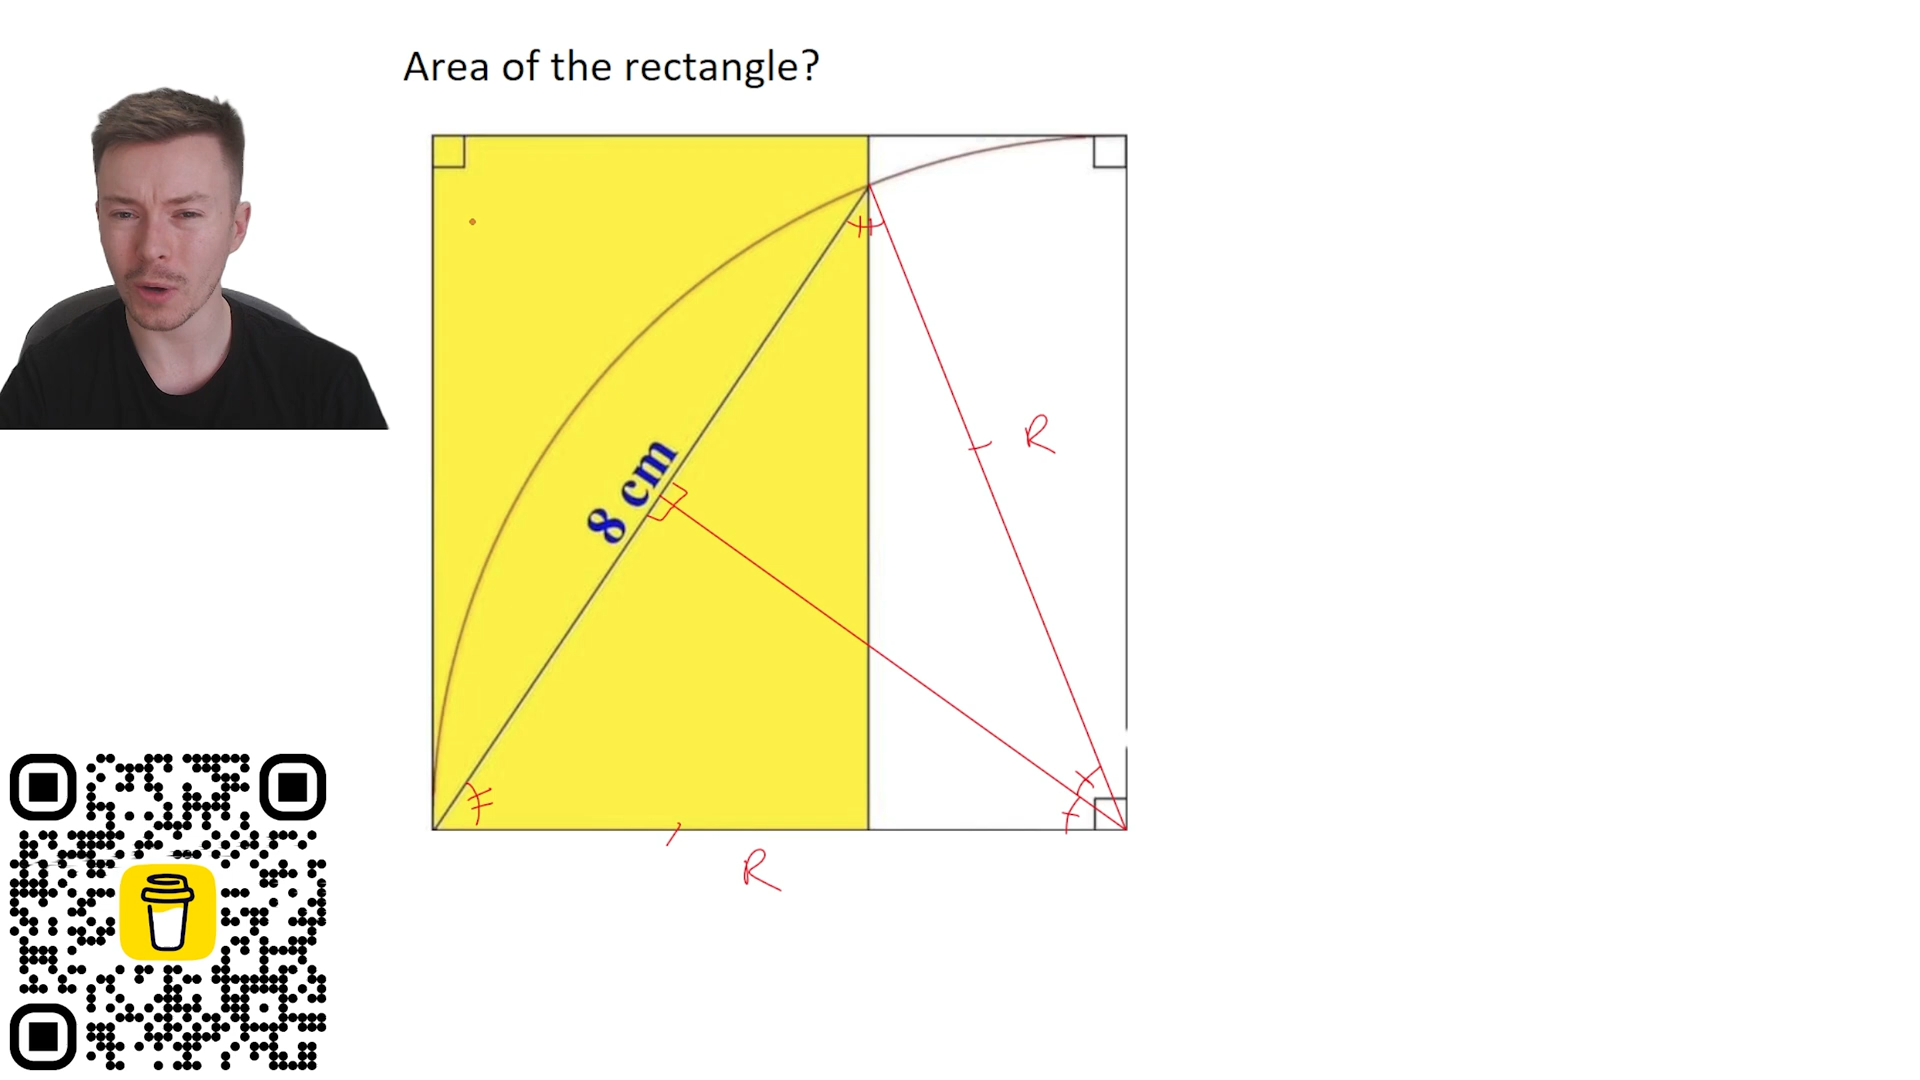 Area of the rectangle?
8 cm
R
R